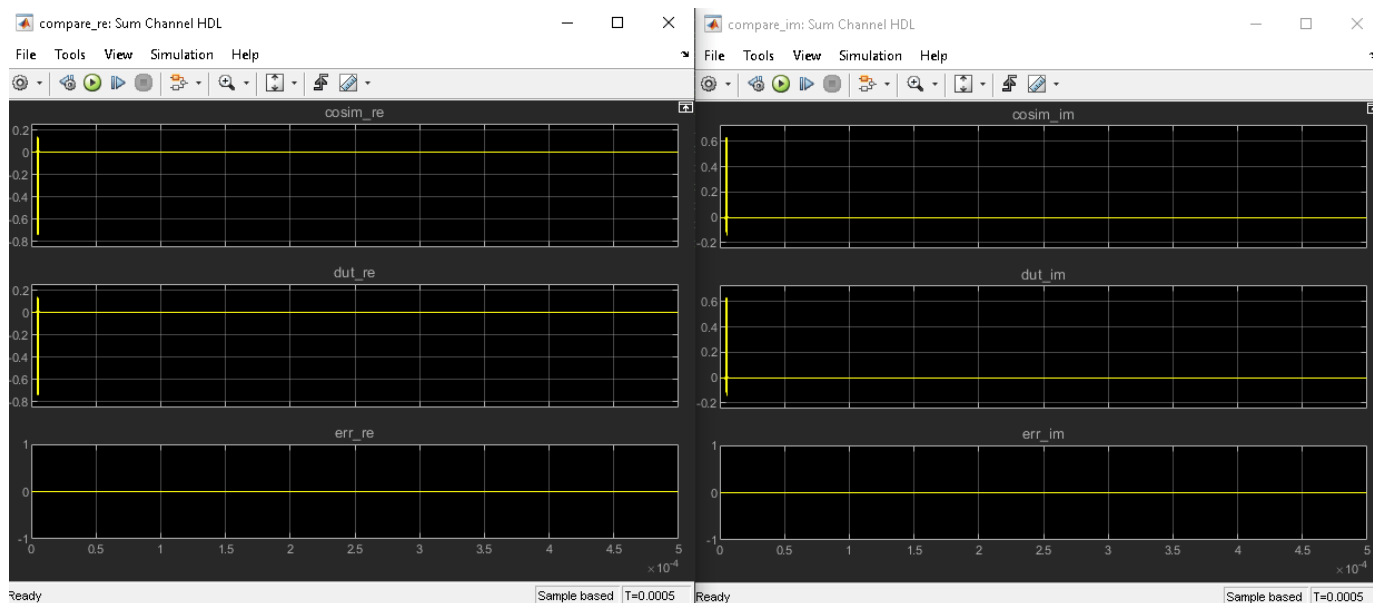 compare_re: Sum Channel HDL
File Tools View Simulation Help
cosim_re
0.2
0
-0.2
-0.4
-0.6
-0.8
dut_re
0.2
0
-0.2
-0.4
-0.6
-0.8
err_re
1
0
-1
0 0.5 1 1.5 2 2.5 3 3.5 4 4.5 5
×10-4
Ready Sample based T=0.0005
compare_im: Sum Channel HDL
File Tools View Simulation Help
cosim_im
0.6
0.4
0.2
0
-0.2
dut_im
0.6
0.4
0.2
0
-0.2
err_im
1
0
-1
0 0.5 1 1.5 2 2.5 3 3.5 4 4.5 5
×10-4
Ready Sample based T=0.0005